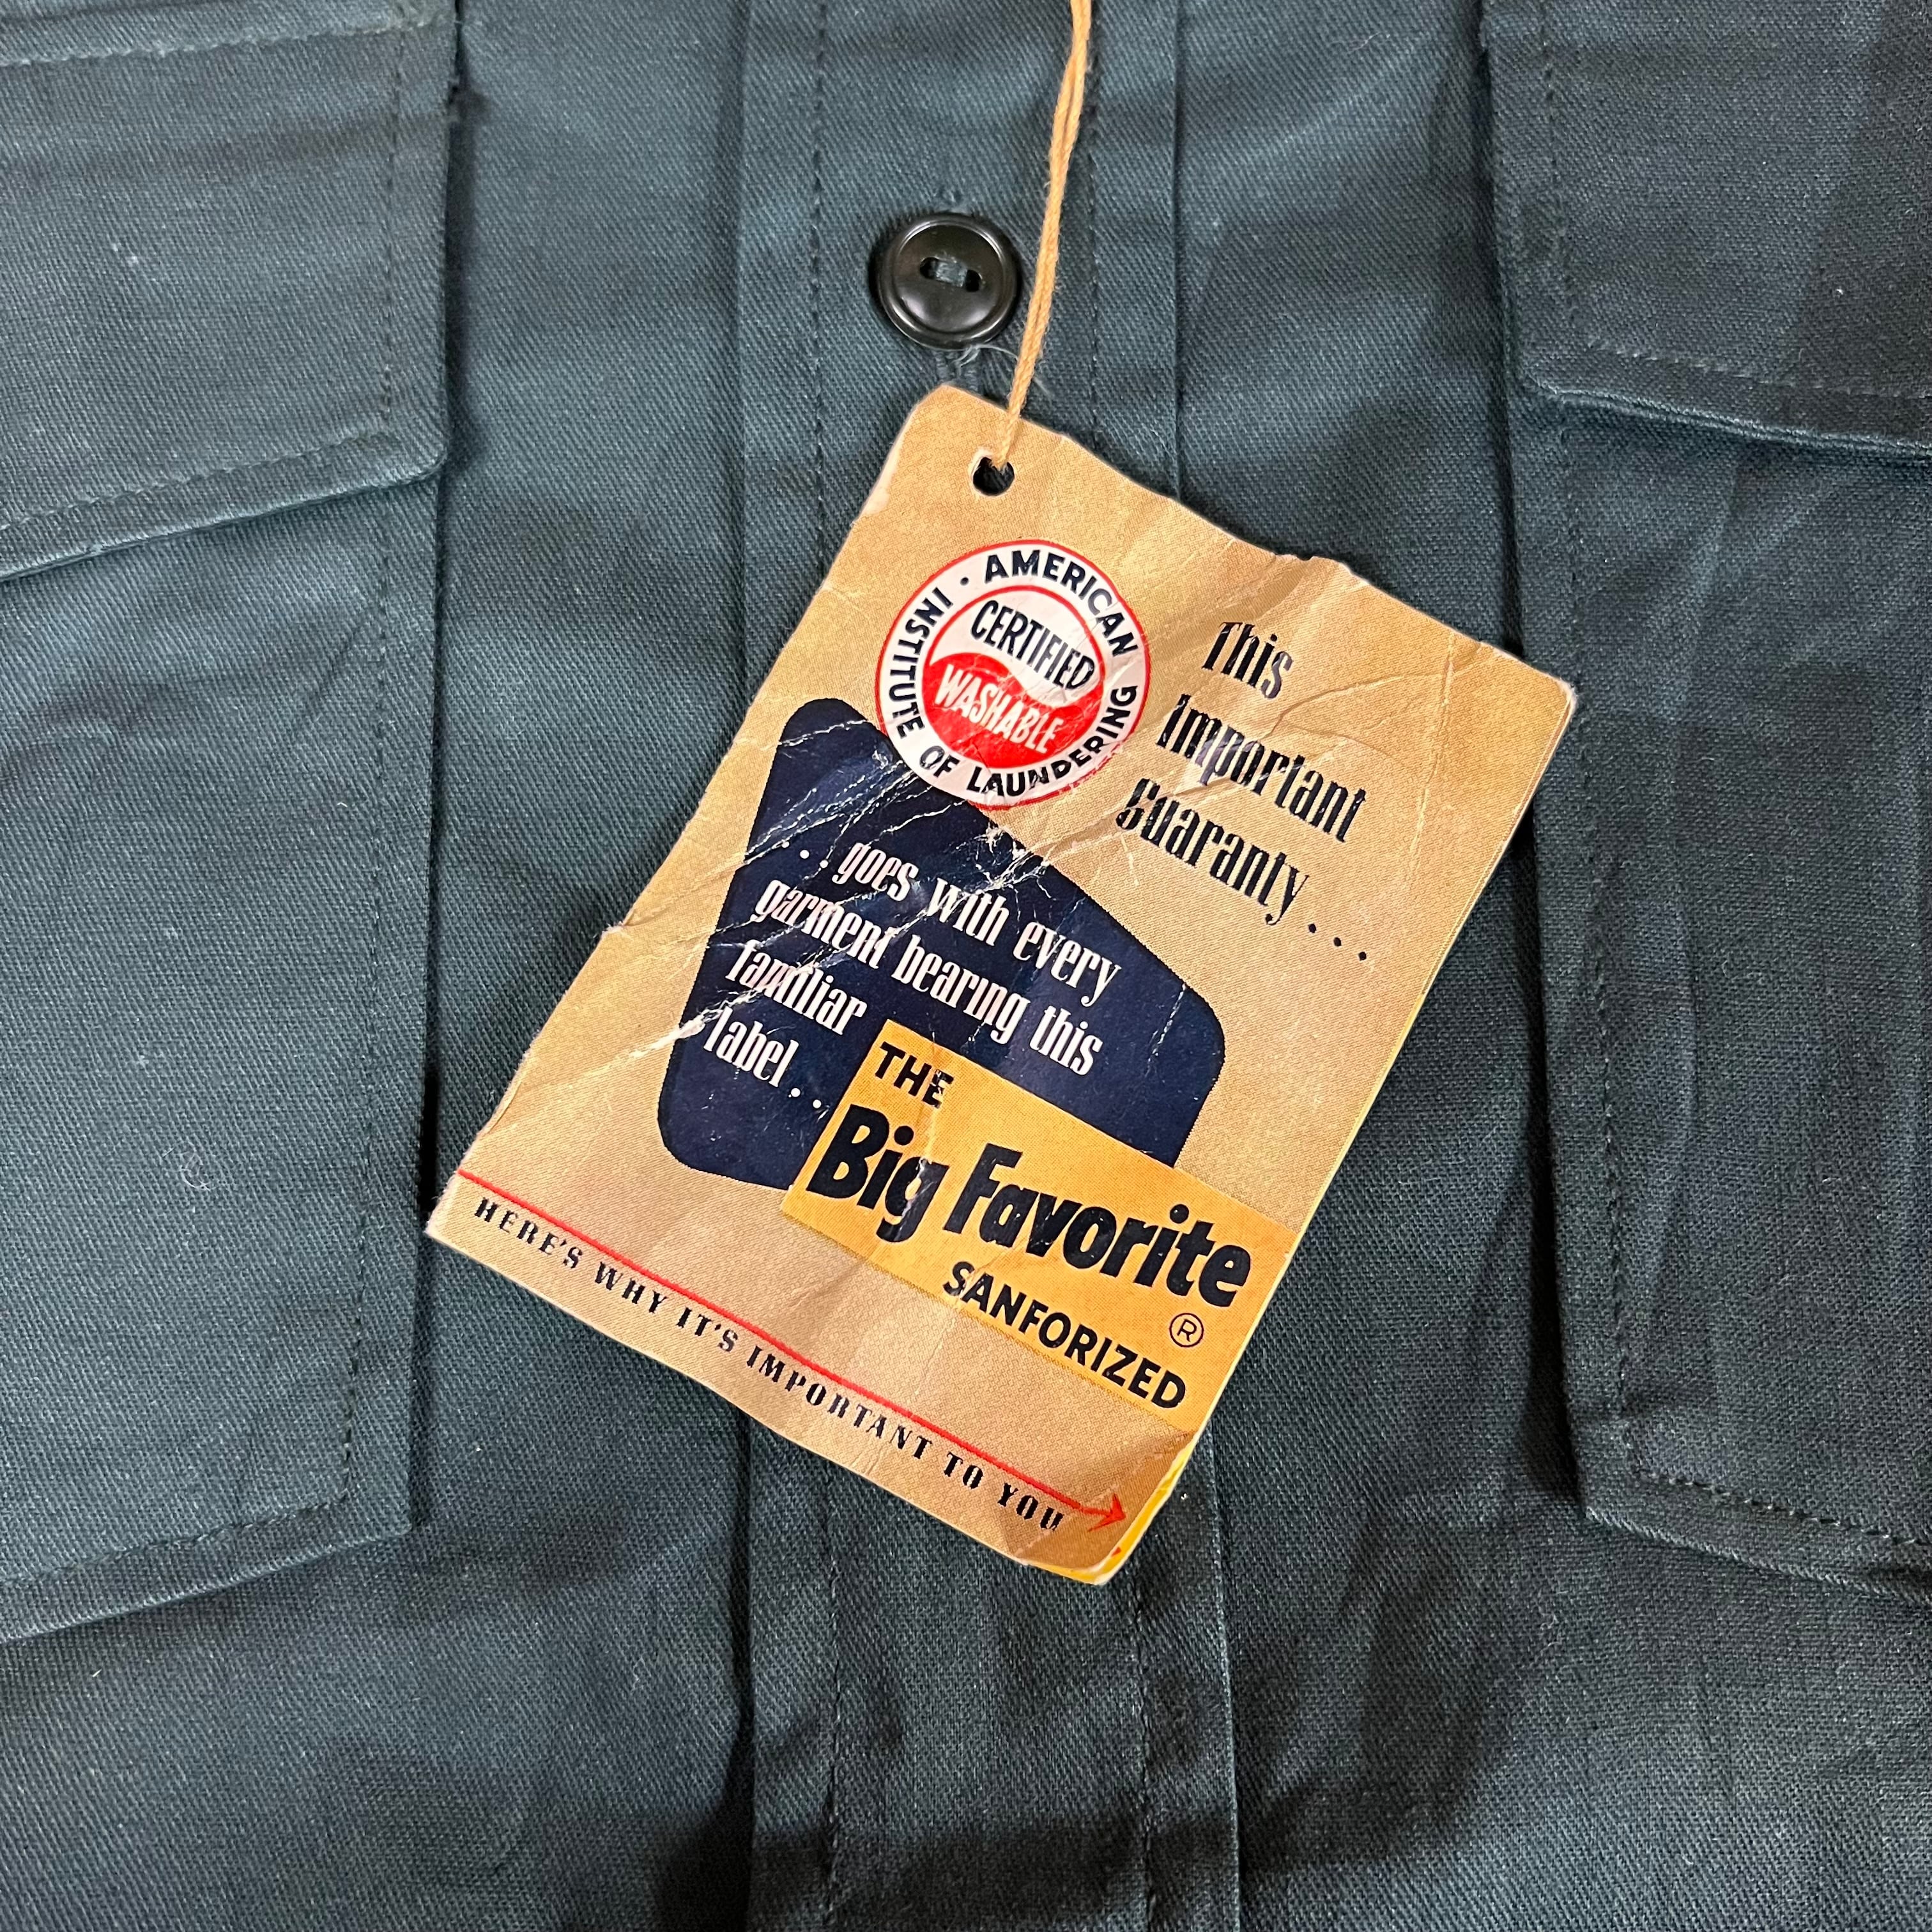 AMERICAN INSTITUTE OF LAUNDERING
CERTIFIED
WASHABLE
This
Important
Guaranty...
...goes with every
garment bearing this
familiar
label...
THE
Big Favorite
®
SANFORIZED
HERE'S WHY IT'S IMPORTANT TO YOU